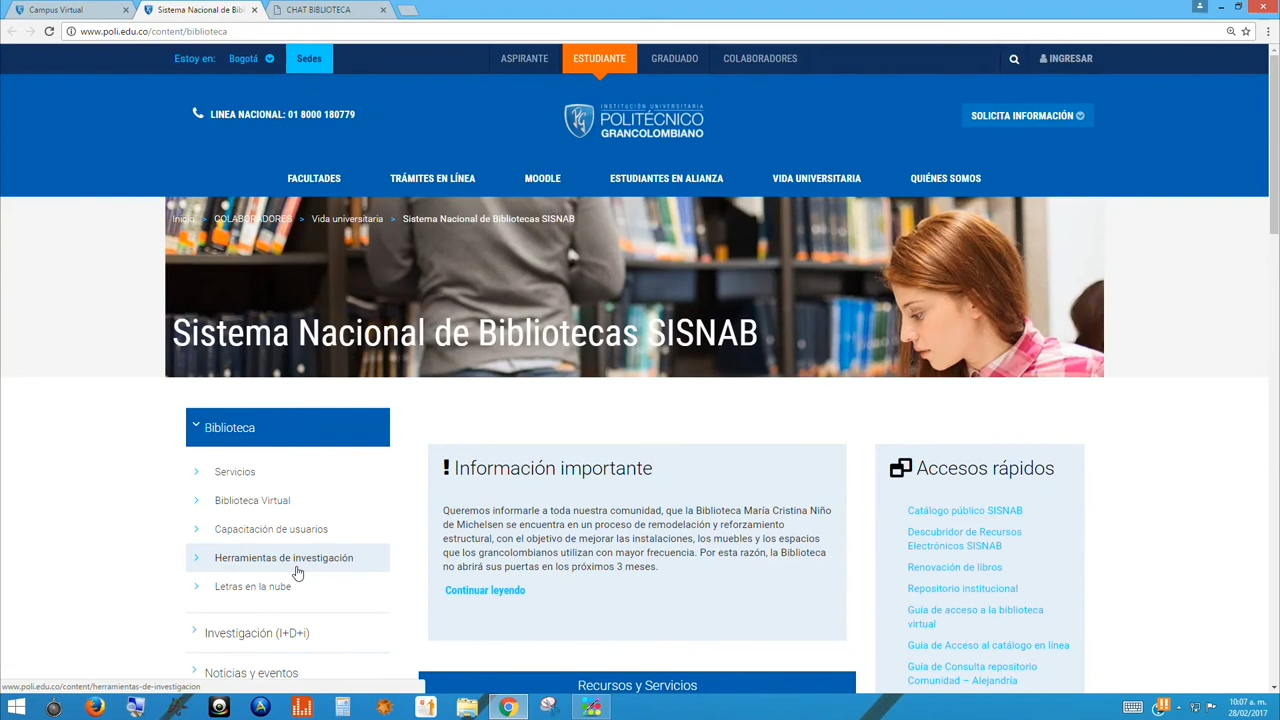 Campus Virtual
Sistema Nacional de Bibl
CHAT BIBLIOTECA
www.poli.edu.co/content/biblioteca
Estoy en: Bogotá
Sedes
ASPIRANTE
ESTUDIANTE
GRADUADO
COLABORADORES
INGRESAR
LINEA NACIONAL: 01 8000 180779
INSTITUCIÓN UNIVERSITARIA
POLITÉCNICO
GRANCOLOMBIANO
SOLICITA INFORMACIÓN
FACULTADES
TRÁMITES EN LÍNEA
MOODLE
ESTUDIANTES EN ALIANZA
VIDA UNIVERSITARIA
QUIÉNES SOMOS
Inicio > COLABORADORES > Vida universitaria > Sistema Nacional de Bibliotecas SISNAB
Sistema Nacional de Bibliotecas SISNAB
Biblioteca
Servicios
Biblioteca Virtual
Capacitación de usuarios
Herramientas de investigación
Letras en la nube
Investigación (I+D+i)
Noticias y eventos
! Información importante
Queremos informarle a toda nuestra comunidad, que la Biblioteca María Cristina Niño
de Michelsen se encuentra en un proceso de remodelación y reforzamiento
estructural, con el objetivo de mejorar las instalaciones, los muebles y los espacios
que los grancolombianos utilizan con mayor frecuencia. Por esta razón, la Biblioteca
no abrirá sus puertas en los próximos 3 meses.
Continuar leyendo
Recursos y Servicios
Accesos rápidos
Catálogo público SISNAB
Descubridor de Recursos
Electrónicos SISNAB
Renovación de libros
Repositorio institucional
Guía de acceso a la biblioteca
virtual
Guía de Acceso al catálogo en línea
Guía de Consulta repositorio
Comunidad – Alejandría
www.poli.edu.co/content/herramientas-de-investigacion
10:07 a. m.
28/02/2017